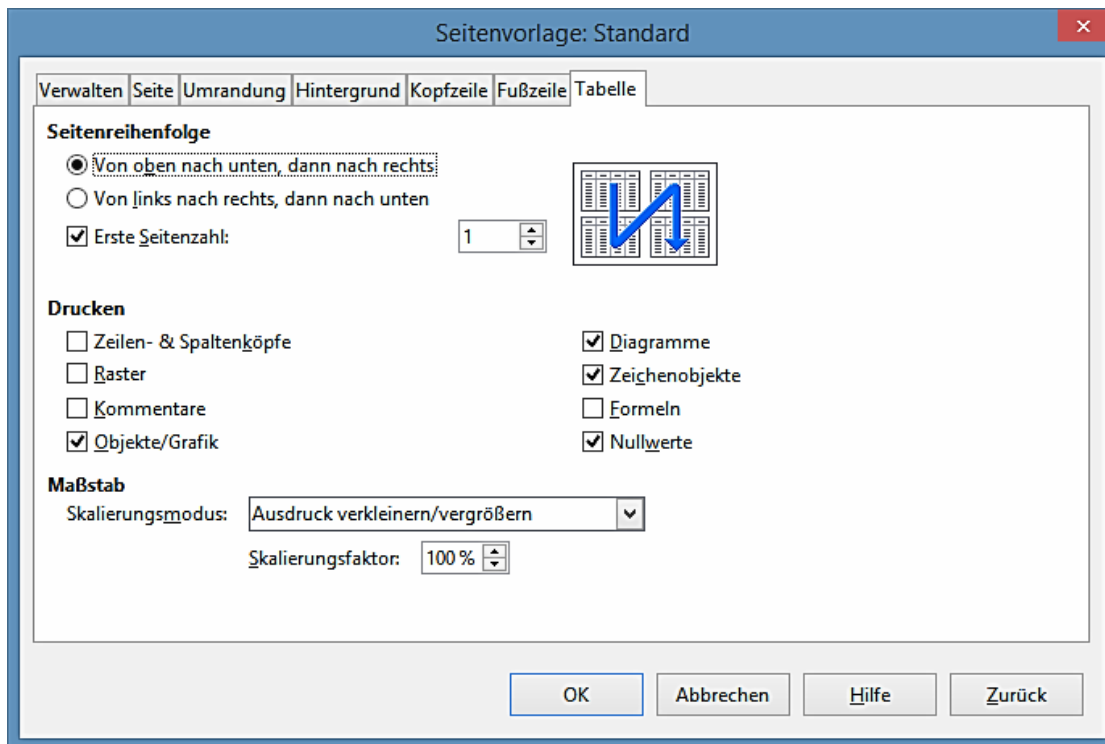 Seitenvorlage: Standard
Verwalten Seite Umrandung Hintergrund Kopfzeile Fußzeile Tabelle
Seitenreihenfolge
Von oben nach unten, dann nach rechts
Von links nach rechts, dann nach unten
Erste Seitenzahl: 1
Drucken
Zeilen- & Spaltenköpfe
Diagramme
Raster
Zeichenobjekte
Kommentare
Formeln
Objekte/Grafik
Nullwerte
Maßstab
Skalierungsmodus: Ausdruck verkleinern/vergrößern
Skalierungsfaktor: 100 %
OK Abbrechen Hilfe Zurück